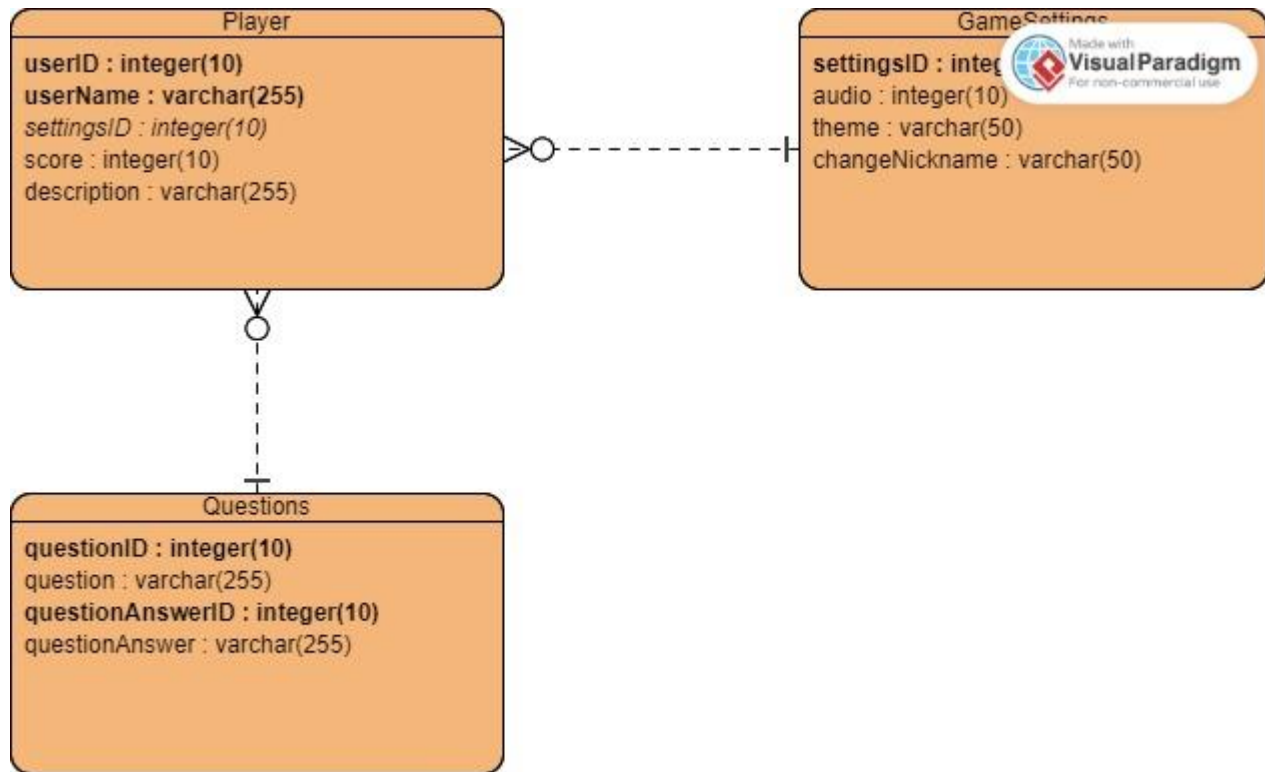 Player
userID : integer(10)
userName : varchar(255)
settingsID : integer(10)
score : integer(10)
description : varchar(255)
GameSettings
settingsID :
audio : integer(10)
theme : varchar(50)
changeNickname : varchar(50)
Made with
Visual Paradigm
For non-commercial use
Questions
questionID : integer(10)
question : varchar(255)
questionAnswerID : integer(10)
questionAnswer : varchar(255)